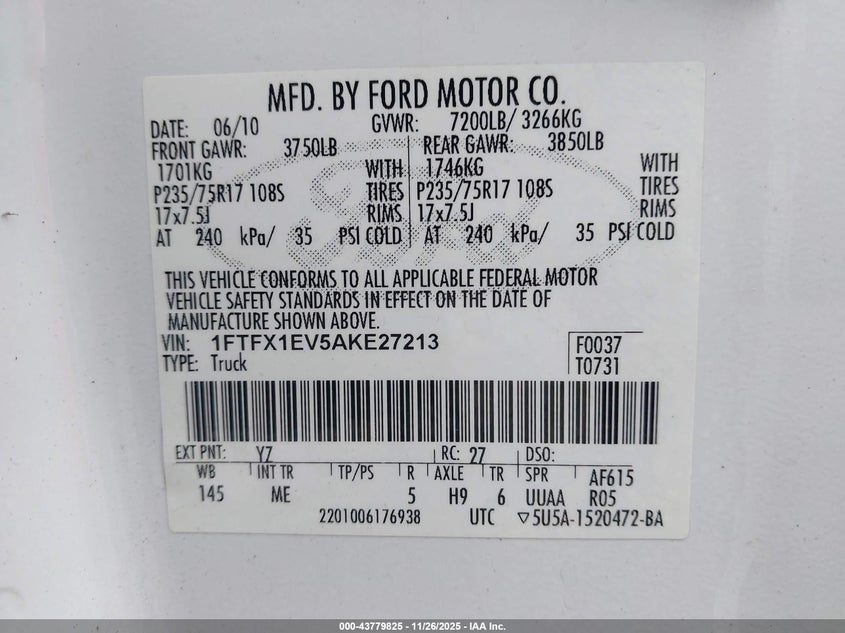 MFD. BY FORD MOTOR CO.
DATE: 06/10 GVWR: 7200LB/ 3266KG
FRONT GAWR: 3750LB REAR GAWR: 3850LB
1701KG WITH 1746KG WITH
P235/75R17 108S TIRES P235/75R17 108S TIRES
17x7.5J RIMS 17x7.5J RIMS
AT 240 kPa/ 35 PSI COLD AT 240 kPa/ 35 PSI COLD
THIS VEHICLE CONFORMS TO ALL APPLICABLE FEDERAL MOTOR
VEHICLE SAFETY STANDARDS IN EFFECT ON THE DATE OF
MANUFACTURE SHOWN ABOVE.
VIN: 1FTFX1EV5AKE27213 F0037
TYPE: Truck T0731
EXT PNT: YZ RC: 27 DSO:
WB INT TR TP/PS R AXLE TR SPR AF615
145 ME 5 H9 6 UUAA R05
2201006176938 UTC ▽5U5A-1520472-BA
Ford
000-43779825 - 11/26/2025 - IAA Inc.